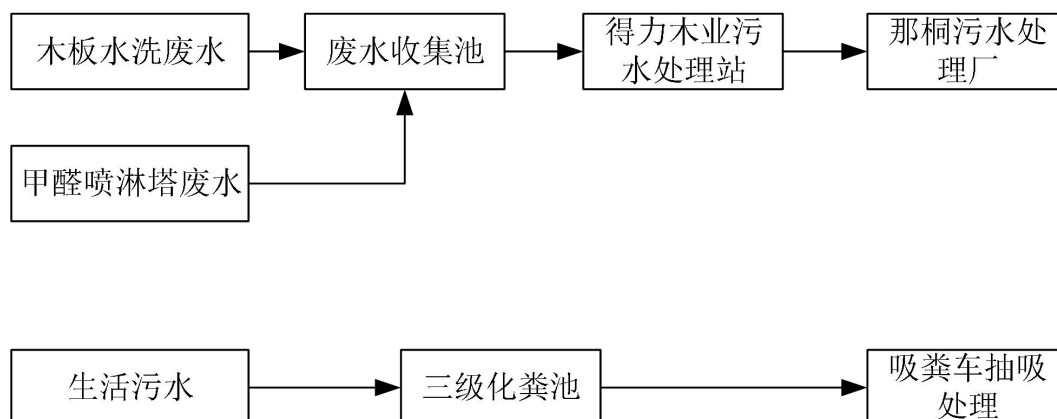 木板水洗废水
废水收集池
得力木业污
水处理站
那桐污水处
理厂
甲醛喷淋塔废水
生活污水
三级化粪池
吸粪车抽吸
处理